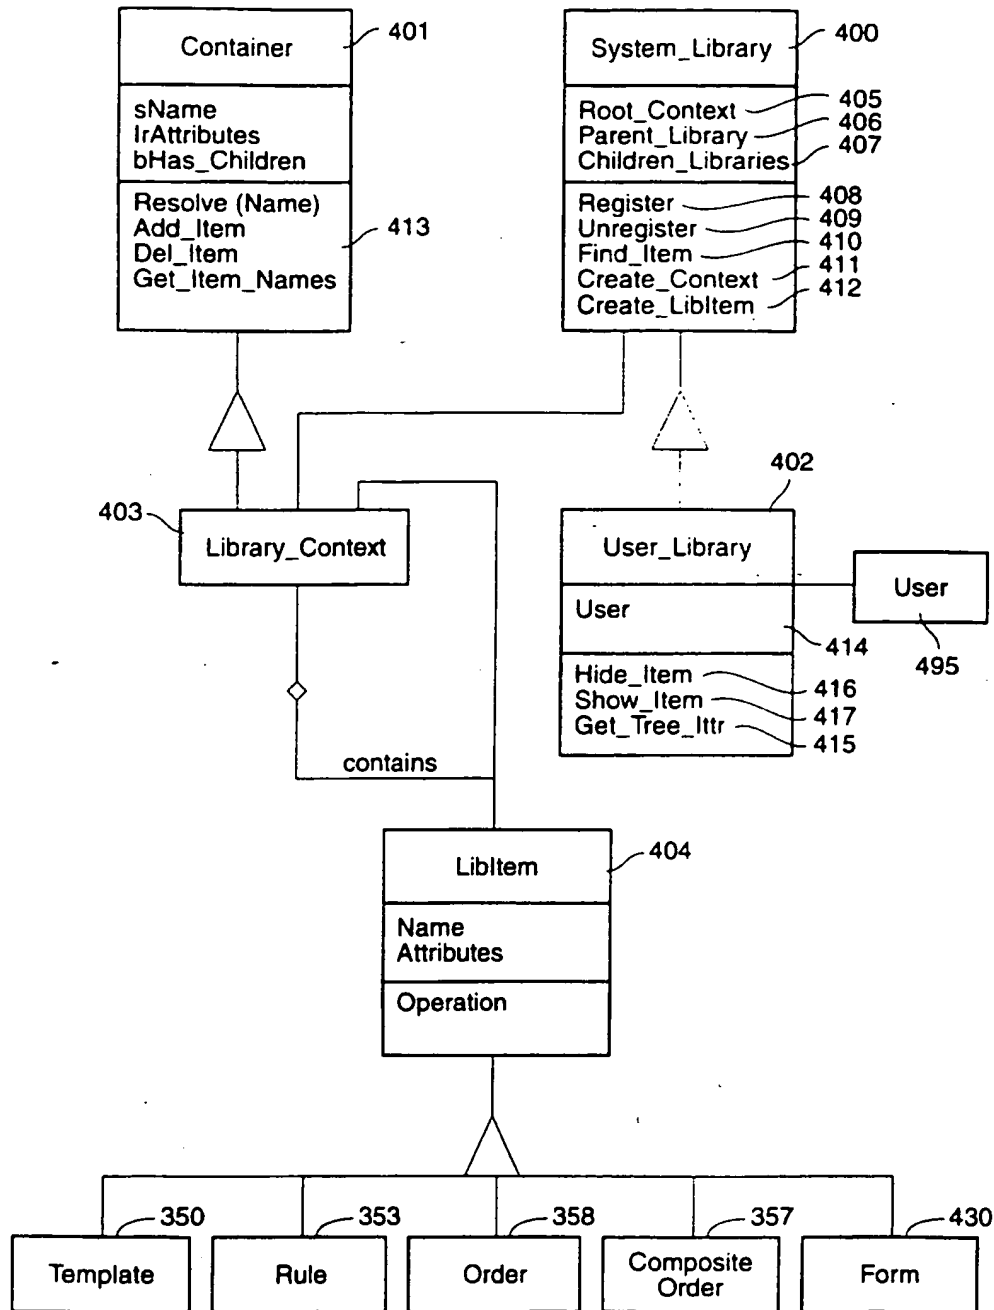 Container
401
sName
IrAttributes
bHas_Children
Resolve (Name)
Add_Item
Del_Item
Get_Item_Names
413
System_Library
400
Root_Context
405
Parent_Library
406
Children_Libraries
407
Register
408
Unregister
409
Find_Item
410
Create_Context
411
Create_LibItem
412
403
Library_Context
402
User_Library
User
414
Hide_Item
416
Show_Item
417
Get_Tree_Ittr
415
User
495
contains
LibItem
404
Name
Attributes
Operation
350
Template
353
Rule
358
Order
357
Composite
Order
430
Form